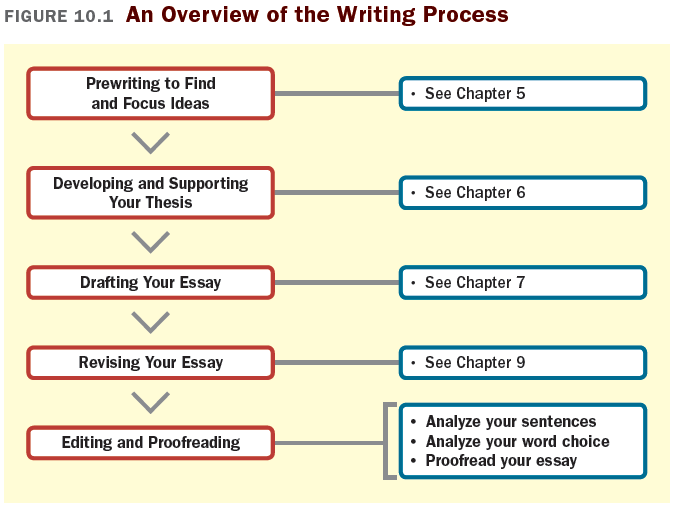 FIGURE 10.1 An Overview of the Writing Process
Prewriting to Find
and Focus Ideas
• See Chapter 5
Developing and Supporting
Your Thesis
• See Chapter 6
Drafting Your Essay
• See Chapter 7
Revising Your Essay
• See Chapter 9
Editing and Proofreading
• Analyze your sentences
• Analyze your word choice
• Proofread your essay